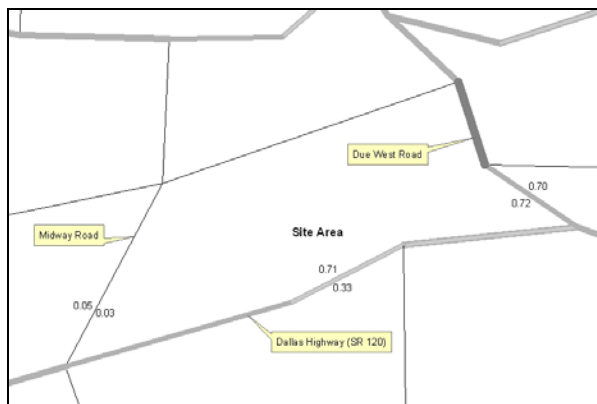 Due West Road
0.70
0.72
Site Area
Midway Road
0.71
0.33
0.05
0.03
Dallas Highway (SR 120)